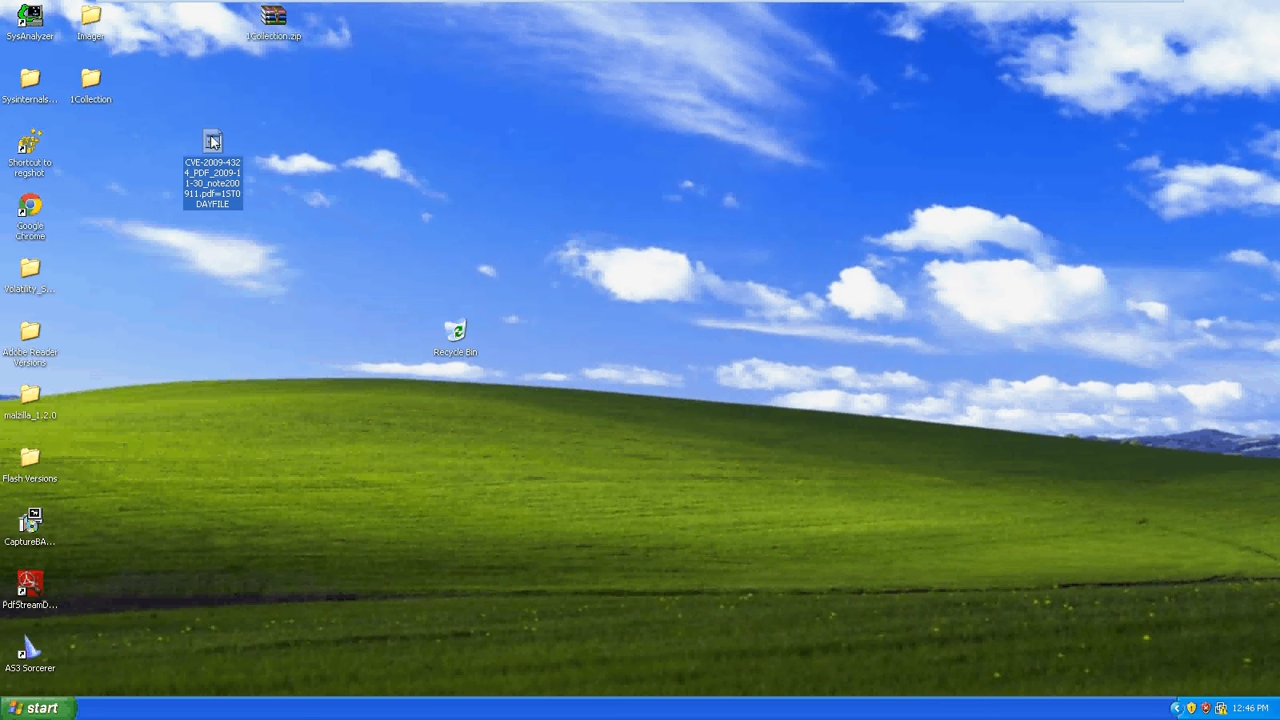 SysAnalyzer
Imager
1Collection.zip
Sysinternals...
1Collection
Shortcut to
regshot
CVE-2009-432
4_PDF_2009-1
1-30_note200
911.pdf=1ST0
DAYFILE
Google
Chrome
Volatility_S...
Adobe Reader
Versions
Recycle Bin
malzilla_1.2.0
Flash Versions
CaptureBA...
PdfStreamD...
AS3 Sorcerer
start
12:46 PM